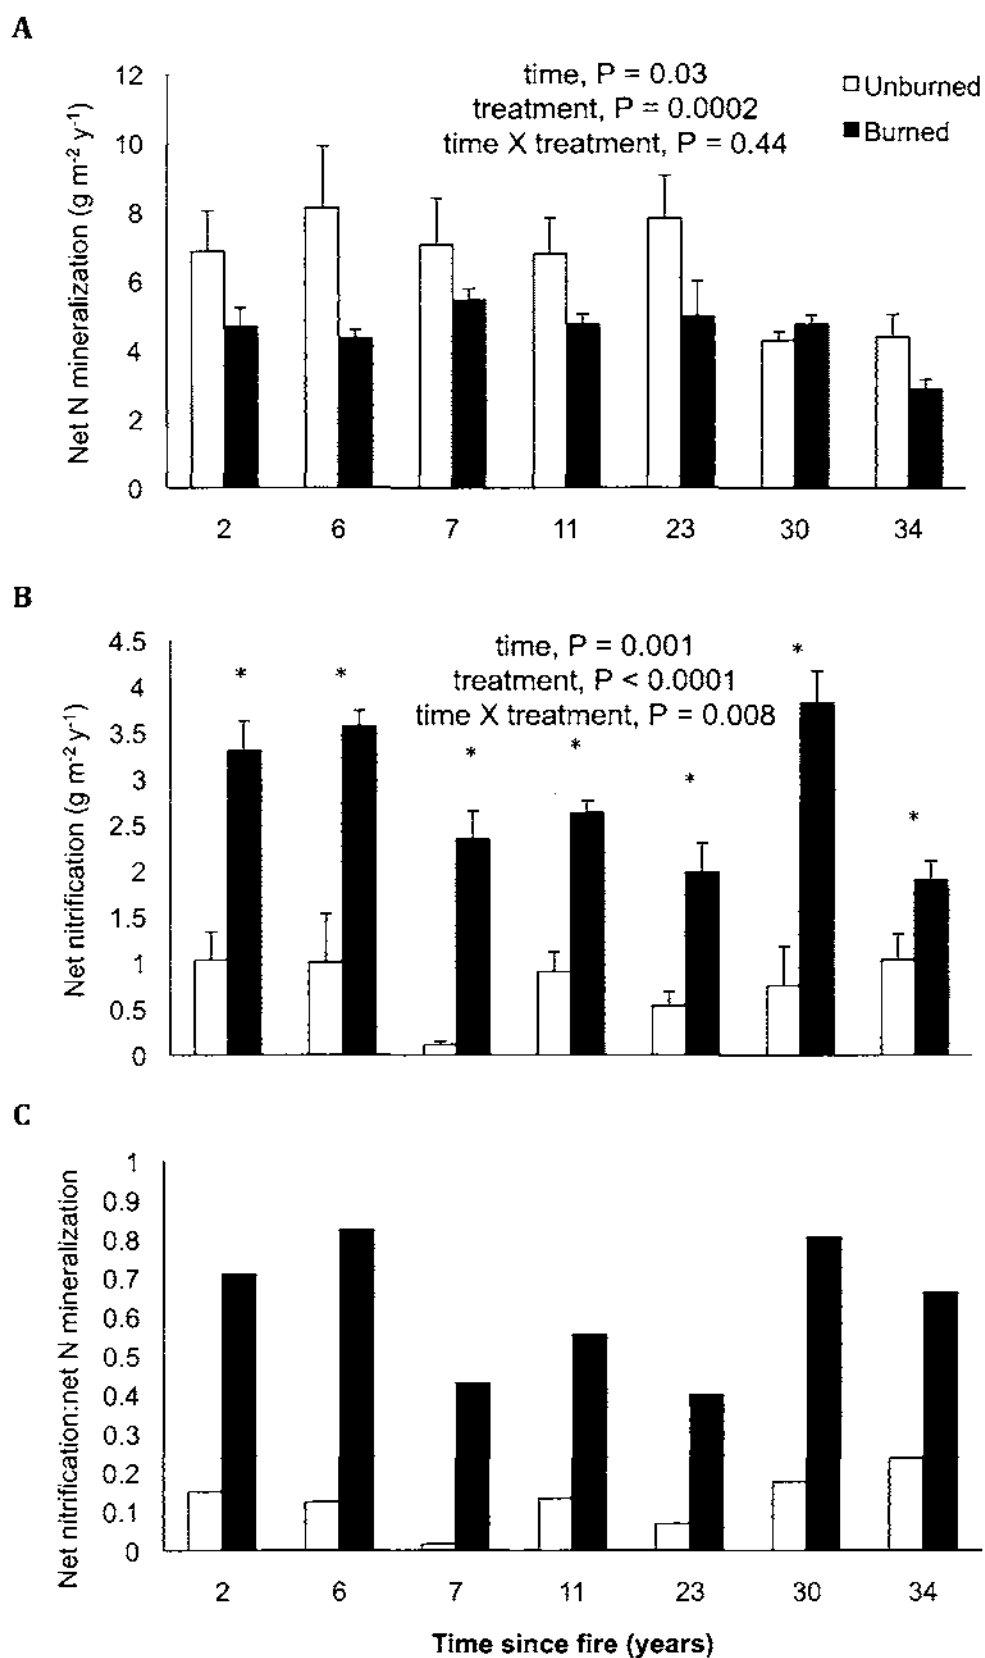 A
Net N mineralization (g m⁻² y⁻¹)
12
10
8
6
4
2
0
time, P = 0.03
treatment, P = 0.0002
time X treatment, P = 0.44
Unburned
Burned
2 6 7 11 23 30 34
B
Net nitrification (g m⁻² y⁻¹)
4.5
4
3.5
3
2.5
2
1.5
1
0.5
0
time, P = 0.001
treatment, P < 0.0001
time X treatment, P = 0.008
* * * * * * *
C
Net nitrification:net N mineralization
1
0.9
0.8
0.7
0.6
0.5
0.4
0.3
0.2
0.1
0
2 6 7 11 23 30 34
Time since fire (years)